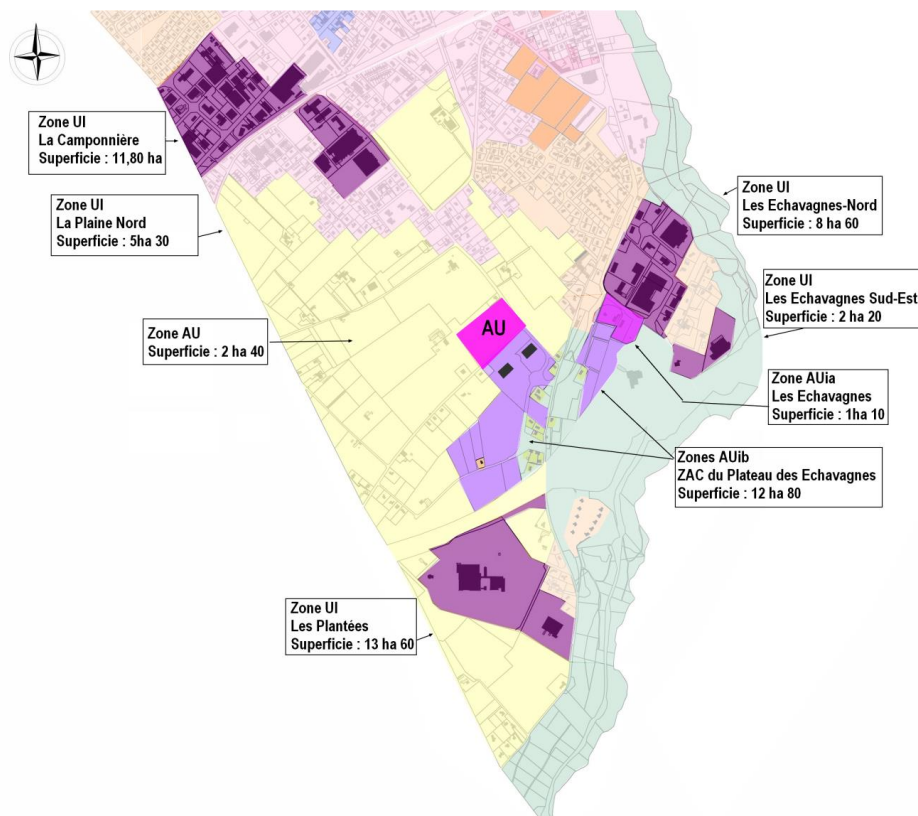 Zone UI
La Camponnière
Superficie : 11,80 ha
Zone UI
La Plaine Nord
Superficie : 5ha 30
Zone AU
Superficie : 2 ha 40
AU
Zone UI
Les Echavagnes-Nord
Superficie : 8 ha 60
Zone UI
Les Echavagnes Sud-Est
Superficie : 2 ha 20
Zone AUia
Les Echavagnes
Superficie : 1ha 10
Zones AUib
ZAC du Plateau des Echavagnes
Superficie : 12 ha 80
Zone UI
Les Plantées
Superficie : 13 ha 60